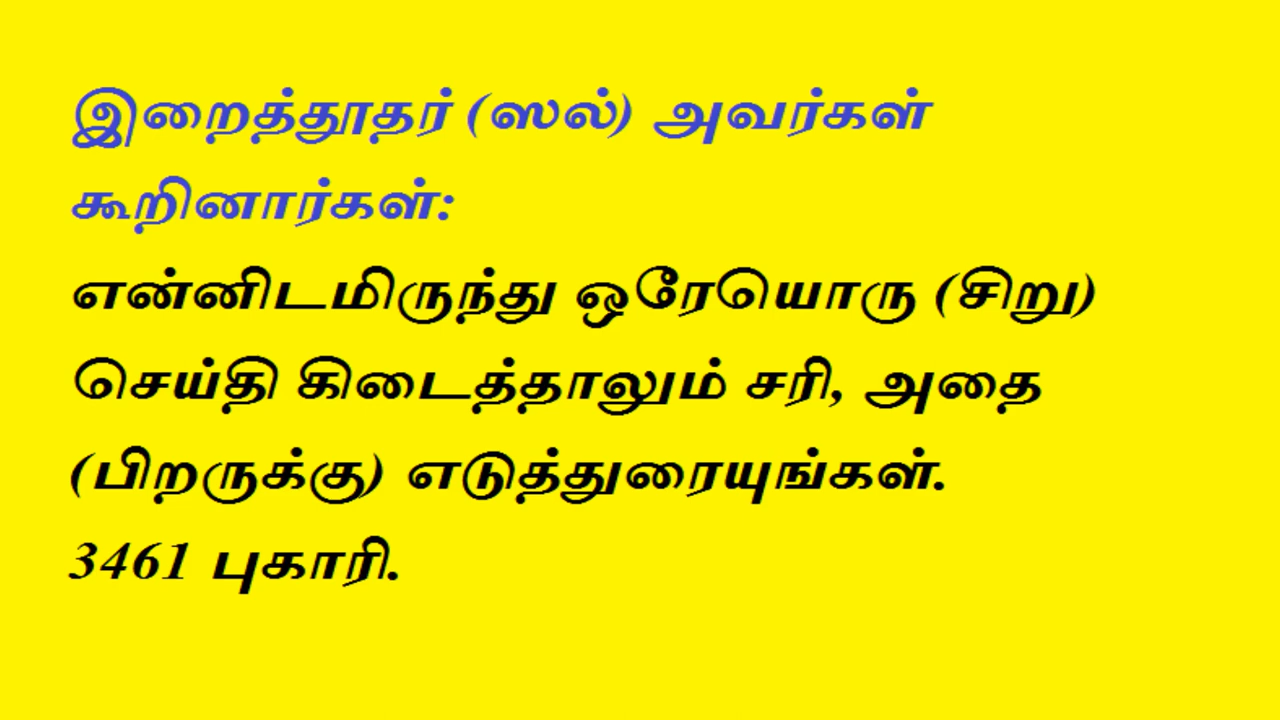 இறைத்தூதர் (ஸல்) அவர்கள்
கூறினார்கள்:
என்னிடமிருந்து ஒரேயொரு (சிறு)
செய்தி கிடைத்தாலும் சரி, அதை
(பிறருக்கு) எடுத்துரையுங்கள்.
3461 புகாரி.